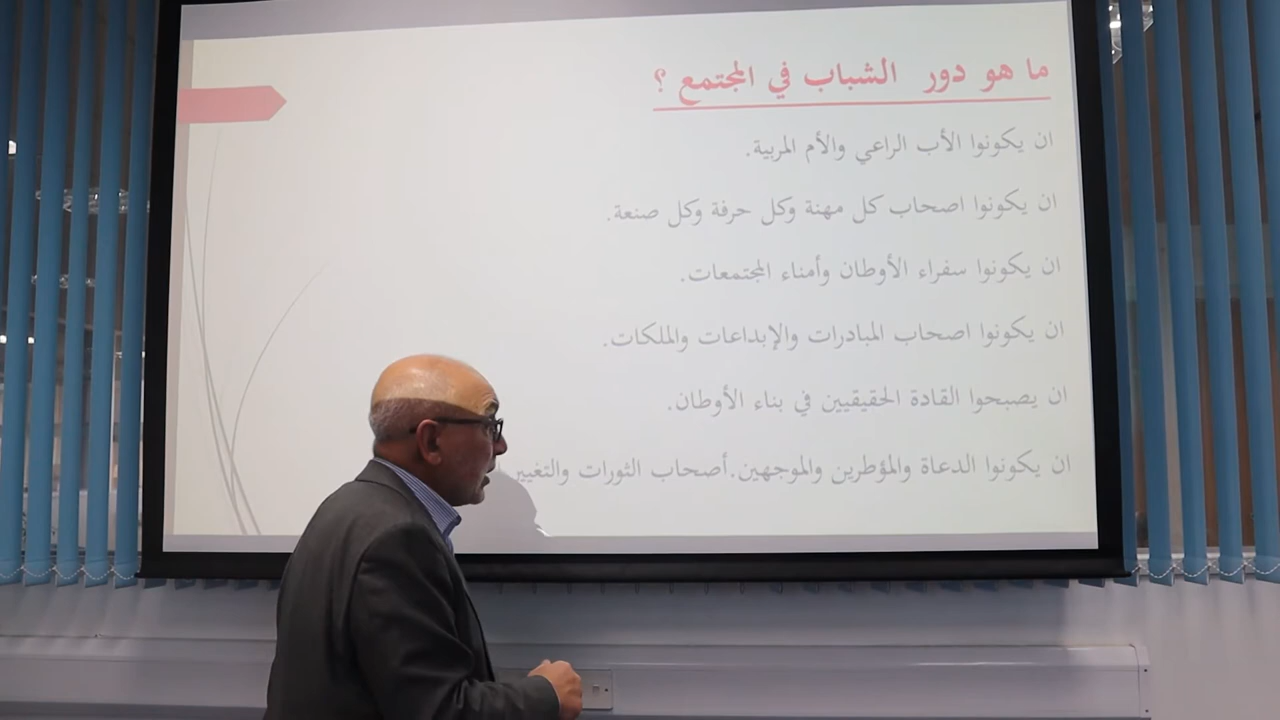 ما هو دور الشباب في المجتمع ؟
ان يكونوا الأب الراعي والأم المربية.
ان يكونوا اصحاب كل مهنة وكل حرفة وكل صنعة.
ان يكونوا سفراء الأوطان وأمناء المجتمعات.
ان يكونوا اصحاب المبادرات والإبداعات والملكات.
ان يصبحوا القادة الحقيقيين في بناء الأوطان.
ان يكونوا الدعاة والمؤطرين والموجهين.أصحاب الثورات والتغيير